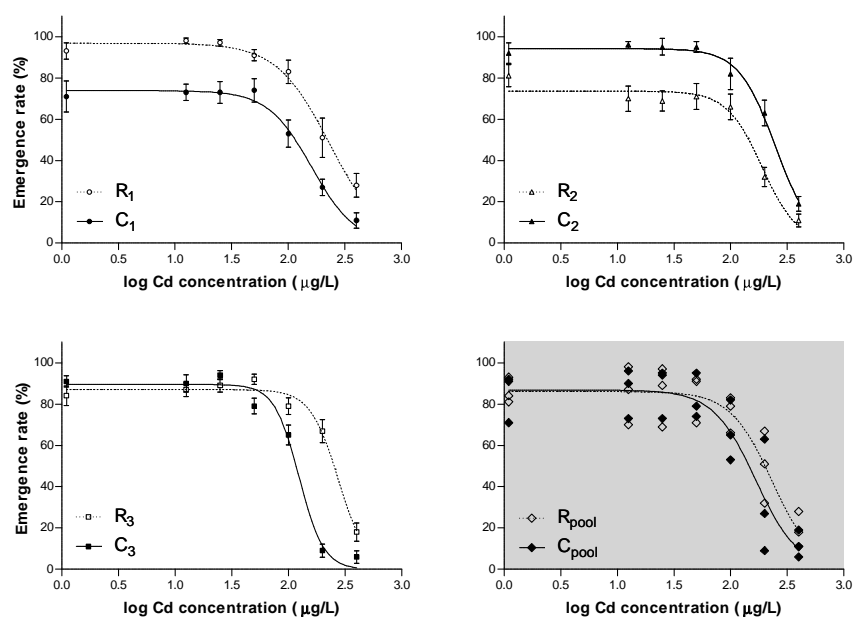 Emergence rate (%)
100
80
60
40
20
0
R1
C1
0.0 0.5 1.0 1.5 2.0 2.5 3.0
log Cd concentration (μg/L)
100
80
60
40
20
0
R2
C2
0.0 0.5 1.0 1.5 2.0 2.5 3.0
log Cd concentration (μg/L)
Emergence rate (%)
100
80
60
40
20
0
R3
C3
0.0 0.5 1.0 1.5 2.0 2.5 3.0
log Cd concentration (μg/L)
100
80
60
40
20
0
Rpool
Cpool
0.0 0.5 1.0 1.5 2.0 2.5 3.0
log Cd concentration (μg/L)